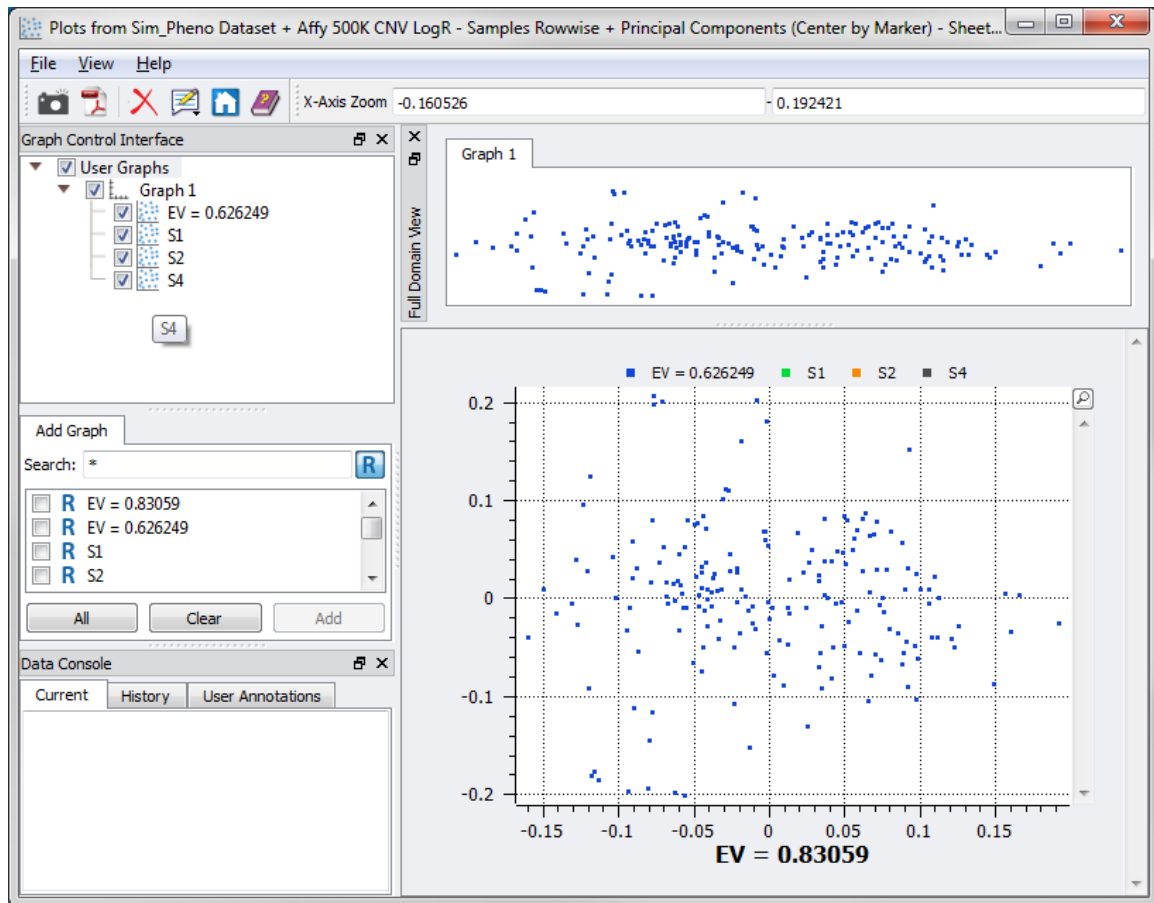 Plots from Sim_Pheno Dataset + Affy 500K CNV LogR - Samples Rowwise + Principal Components (Center by Marker) - Sheet...
File View Help
X-Axis Zoom -0.160526 - 0.192421
Graph Control Interface
User Graphs
Graph 1
EV = 0.626249
S1
S2
S4
S4
Add Graph
Search: *
R
R EV = 0.83059
R EV = 0.626249
R S1
R S2
All Clear Add
Data Console
Current History User Annotations
Full Domain View
Graph 1
EV = 0.626249 S1 S2 S4
0.2
0.1
0
-0.1
-0.2
-0.15 -0.1 -0.05 0 0.05 0.1 0.15
EV = 0.83059